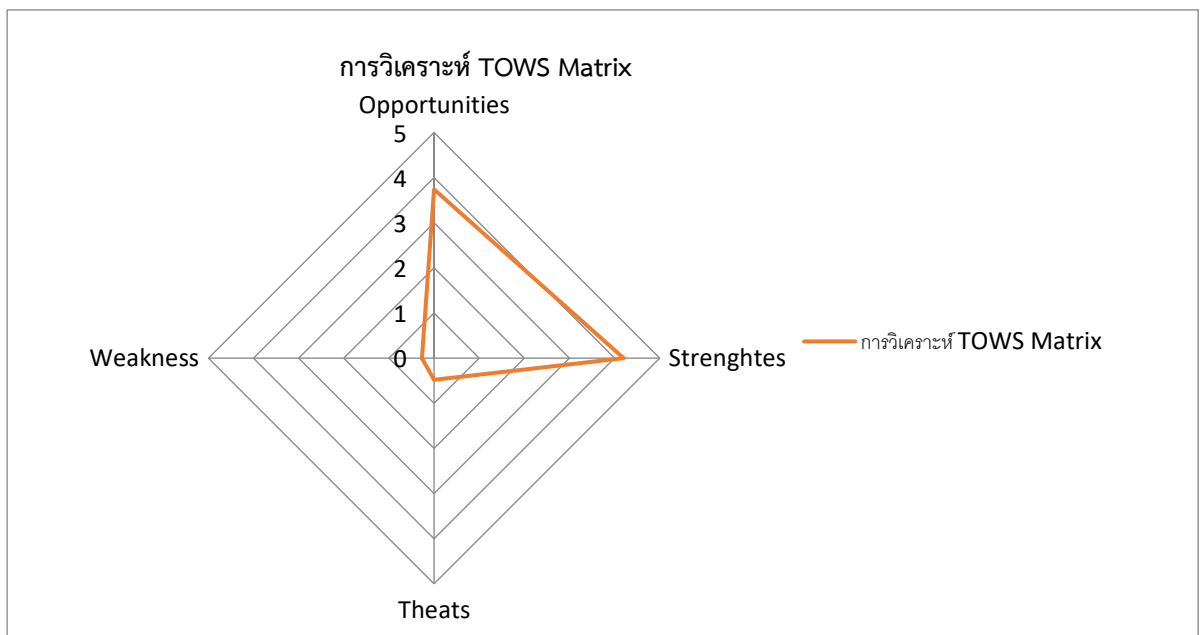 การวิเคราะห์ TOWS Matrix
Opportunities
5
4
3
2
1
0
Weakness
Strenghtes
Theats
การวิเคราะห์ TOWS Matrix